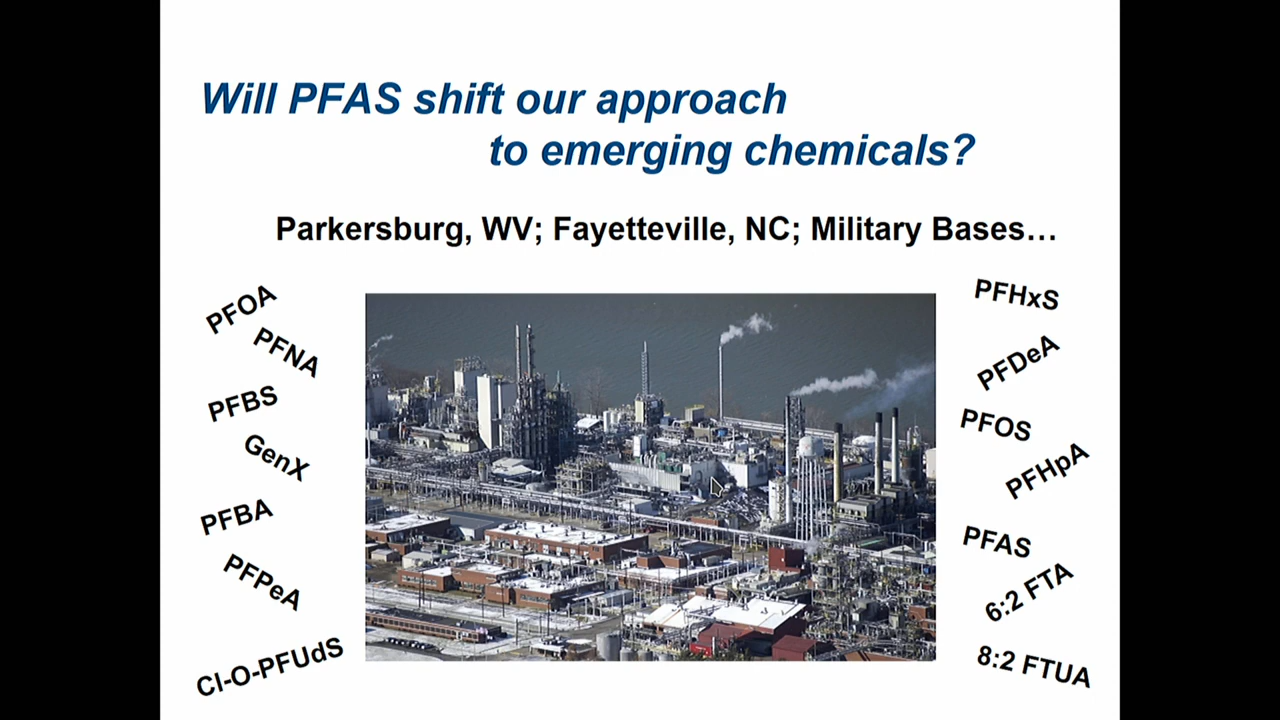 Will PFAS shift our approach
to emerging chemicals?
Parkersburg, WV; Fayetteville, NC; Military Bases…
PFOA
PFNA
PFBS
GenX
PFBA
PFPeA
Cl-O-PFUdS
PFHxS
PFDeA
PFOS
PFHpA
PFAS
6:2 FTA
8:2 FTUA